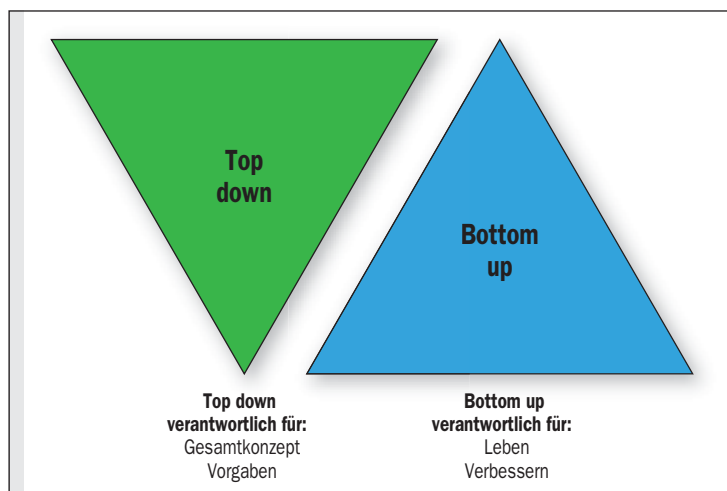 Top
down
Bottom
up
Top down
verantwortlich für:
Gesamtkonzept
Vorgaben
Bottom up
verantwortlich für:
Leben
Verbessern